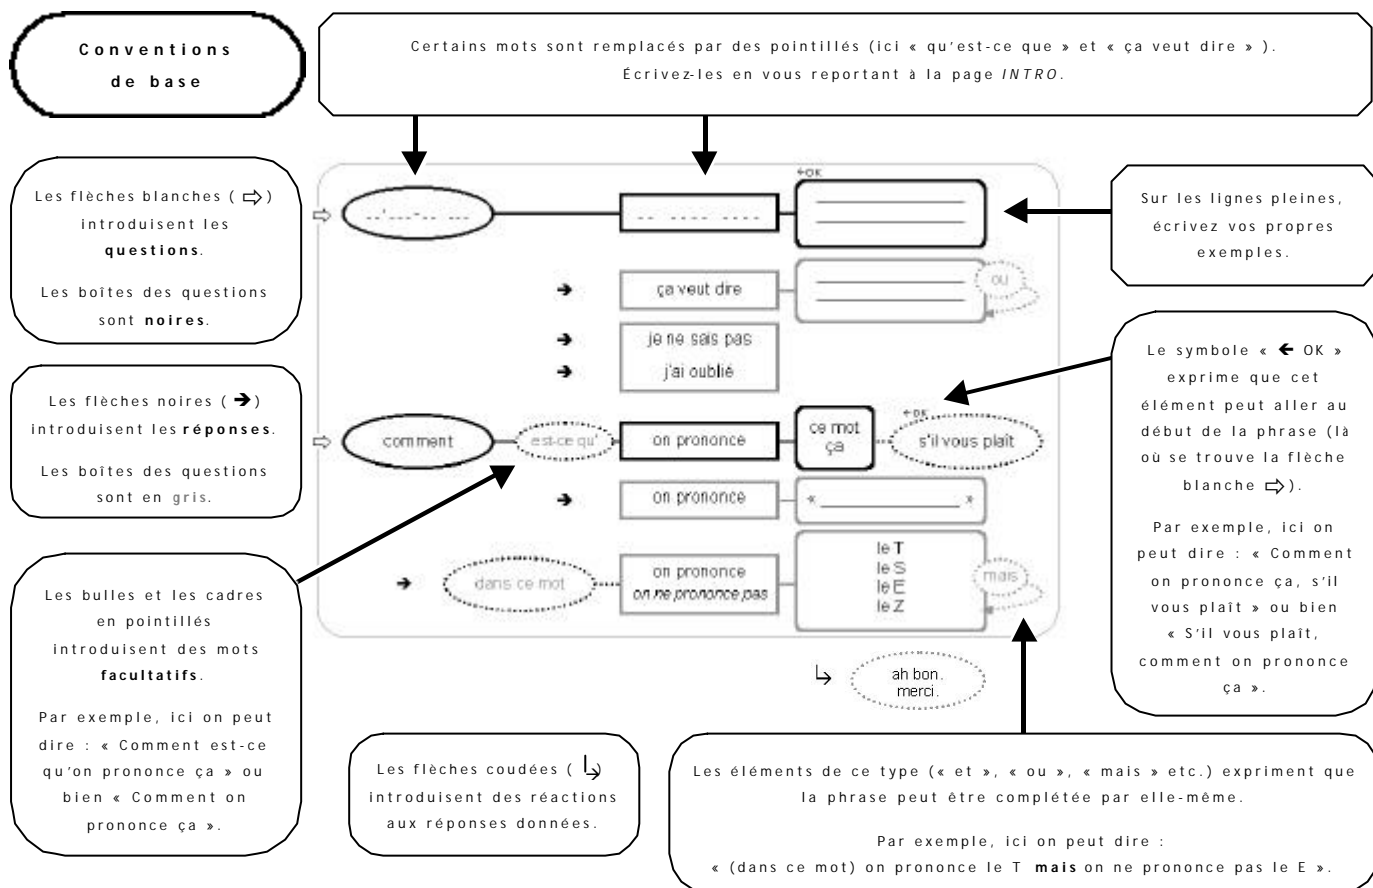 Conventions
de base
Certains mots sont remplacés par des pointillés (ici « qu'est-ce que » et « ça veut dire » ).
Écrivez-les en vous reportant à la page INTRO.
Les flèches blanches ( ⇨ )
introduisent les
questions.
Les boîtes des questions
sont noires.
Les flèches noires ( ➔ )
introduisent les réponses.
Les boîtes des questions
sont en gris.
Les bulles et les cadres
en pointillés
introduisent des mots
facultatifs.
Par exemple, ici on peut
dire : « Comment est-ce
qu'on prononce ça » ou
bien « Comment on
prononce ça ».
⇨ __'___-__ ___
__ ____ ____
←OK
➔ ça veut dire
ou
➔ je ne sais pas
➔ j'ai oublié
⇨ comment
est-ce qu'
on prononce
ce mot
ça
←OK
s'il vous plaît
➔ on prononce
« ____________ »
➔ dans ce mot
on prononce
on ne prononce pas
le T
le S
le E
le Z
mais
↳ ah bon.
merci.
Sur les lignes pleines,
écrivez vos propres
exemples.
Le symbole « ← OK »
exprime que cet
élément peut aller au
début de la phrase (là
où se trouve la flèche
blanche ⇨ ).
Par exemple, ici on
peut dire : « Comment
on prononce ça, s'il
vous plaît » ou bien
« S'il vous plaît,
comment on prononce
ça ».
Les flèches coudées ( ↳ )
introduisent des réactions
aux réponses données.
Les éléments de ce type (« et », « ou », « mais » etc.) expriment que
la phrase peut être complétée par elle-même.
Par exemple, ici on peut dire :
« (dans ce mot) on prononce le T mais on ne prononce pas le E ».